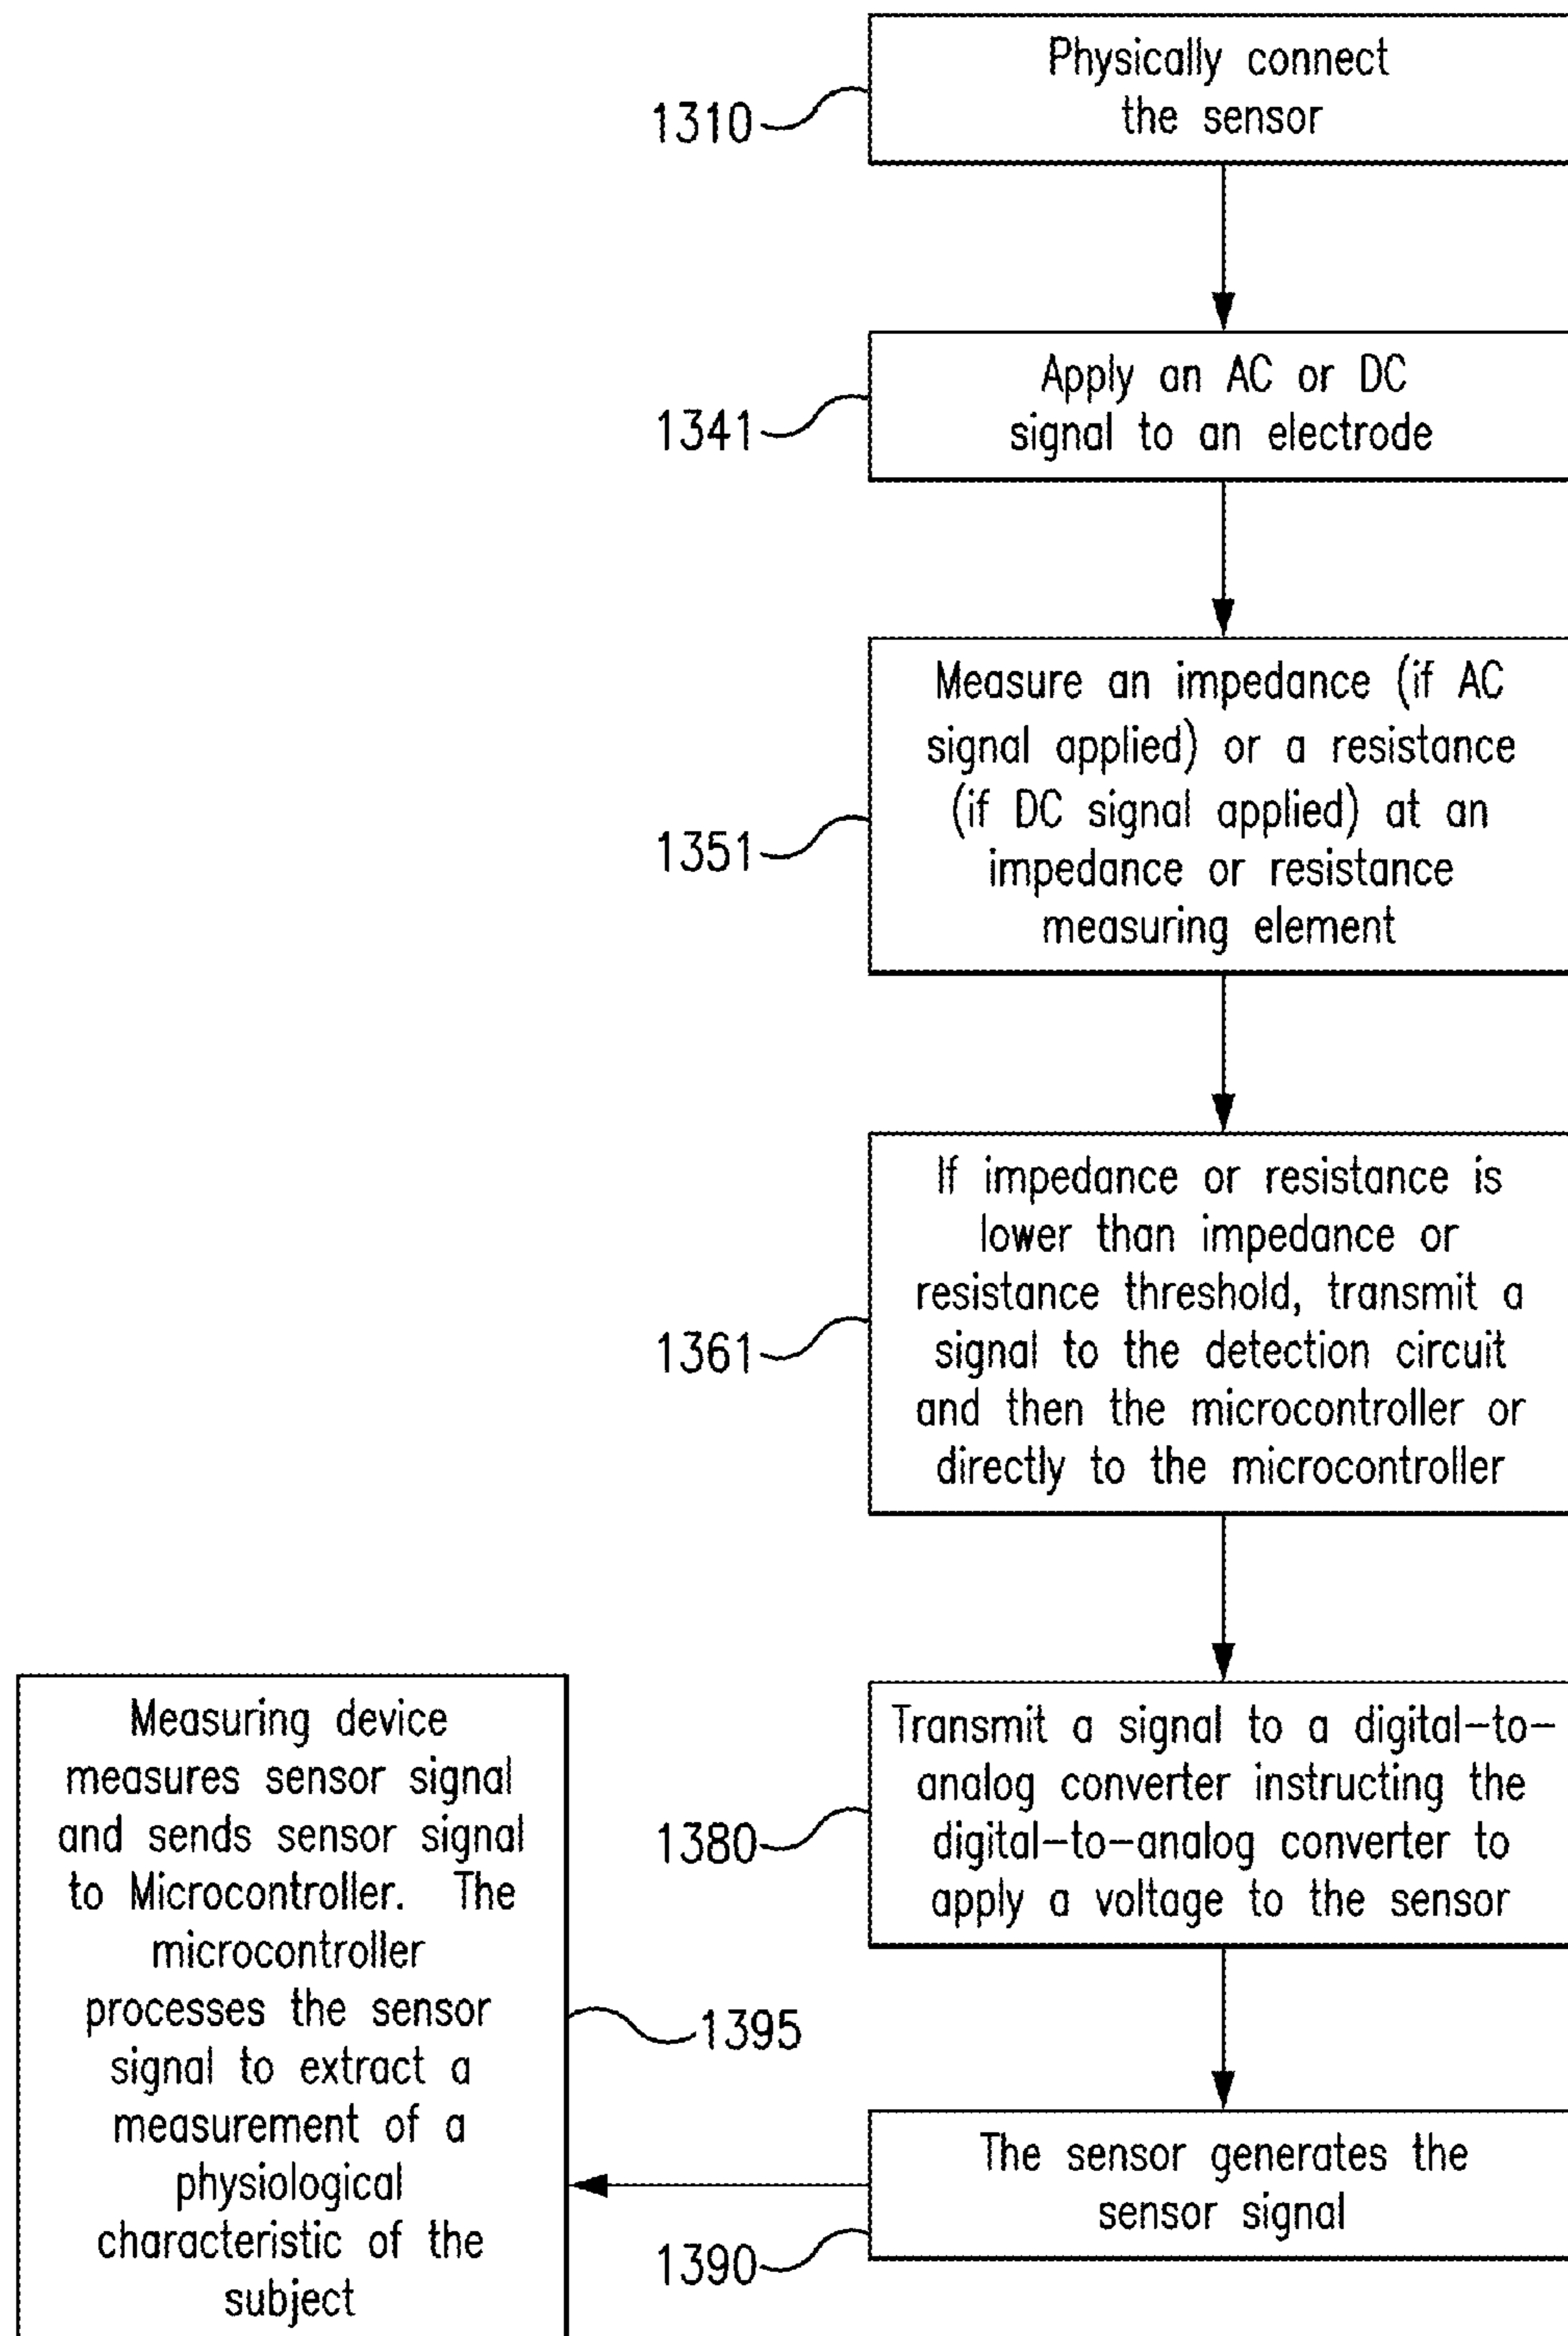 Physically connect
the sensor
1310
Apply an AC or DC
signal to an electrode
1341
Measure an impedance (if AC
signal applied) or a resistance
(if DC signal applied) at an
impedance or resistance
measuring element
1351
If impedance or resistance is
lower than impedance or
resistance threshold, transmit a
signal to the detection circuit
and then the microcontroller or
directly to the microcontroller
1361
Transmit a signal to a digital-to-
analog converter instructing the
digital-to-analog converter to
apply a voltage to the sensor
1380
The sensor generates the
sensor signal
1390
Measuring device
measures sensor signal
and sends sensor signal
to Microcontroller. The
microcontroller
processes the sensor
signal to extract a
measurement of a
physiological
characteristic of the
subject
1395